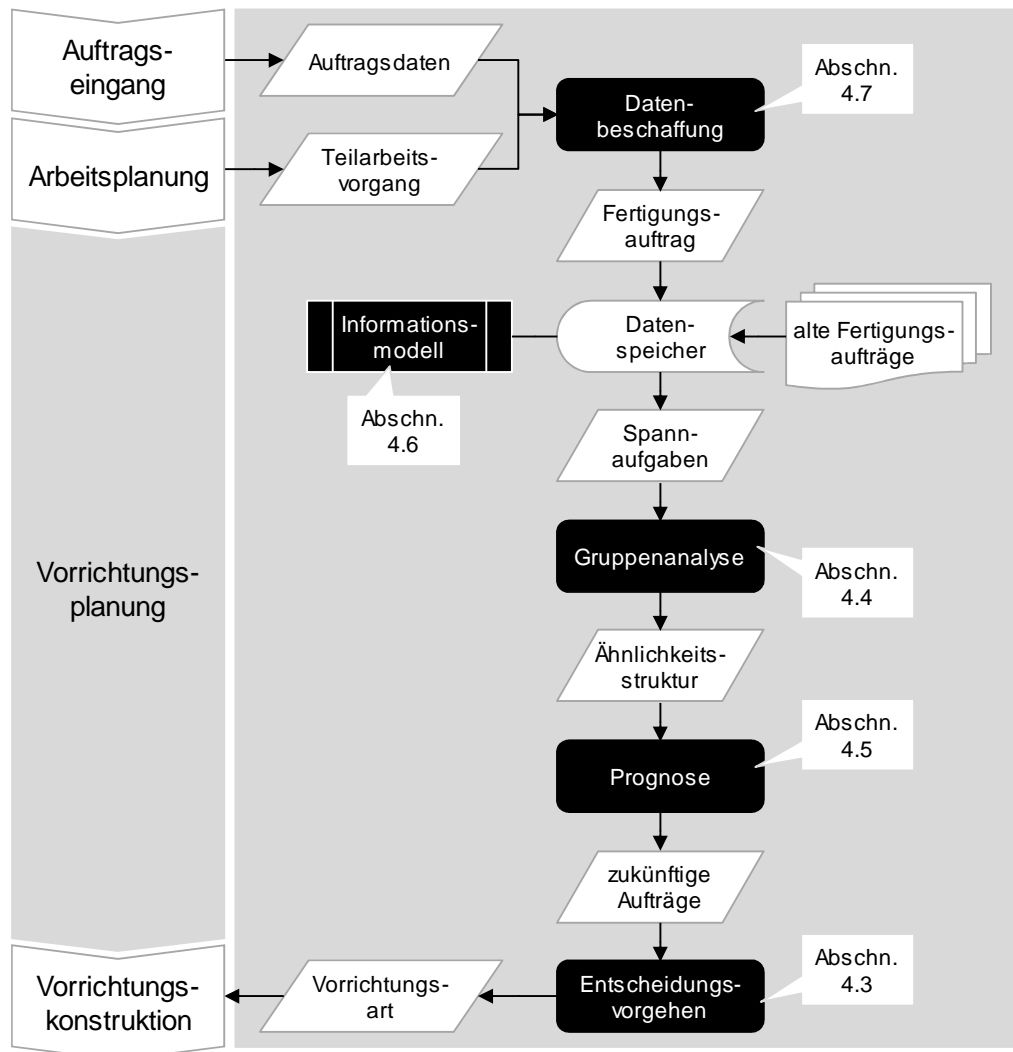 Auftrags-
eingang
Auftragsdaten
Abschn.
4.7
Daten-
beschaffung
Arbeitsplanung
Teilarbeits-
vorgang
Fertigungs-
auftrag
Informations-
modell
Daten-
speicher
alte Fertigungs-
aufträge
Abschn.
4.6
Spann-
aufgaben
Gruppenanalyse
Abschn.
4.4
Vorrichtungs-
planung
Ähnlichkeits-
struktur
Abschn.
4.5
Prognose
zukünftige
Aufträge
Vorrichtungs-
konstruktion
Vorrichtungs-
art
Entscheidungs-
vorgehen
Abschn.
4.3